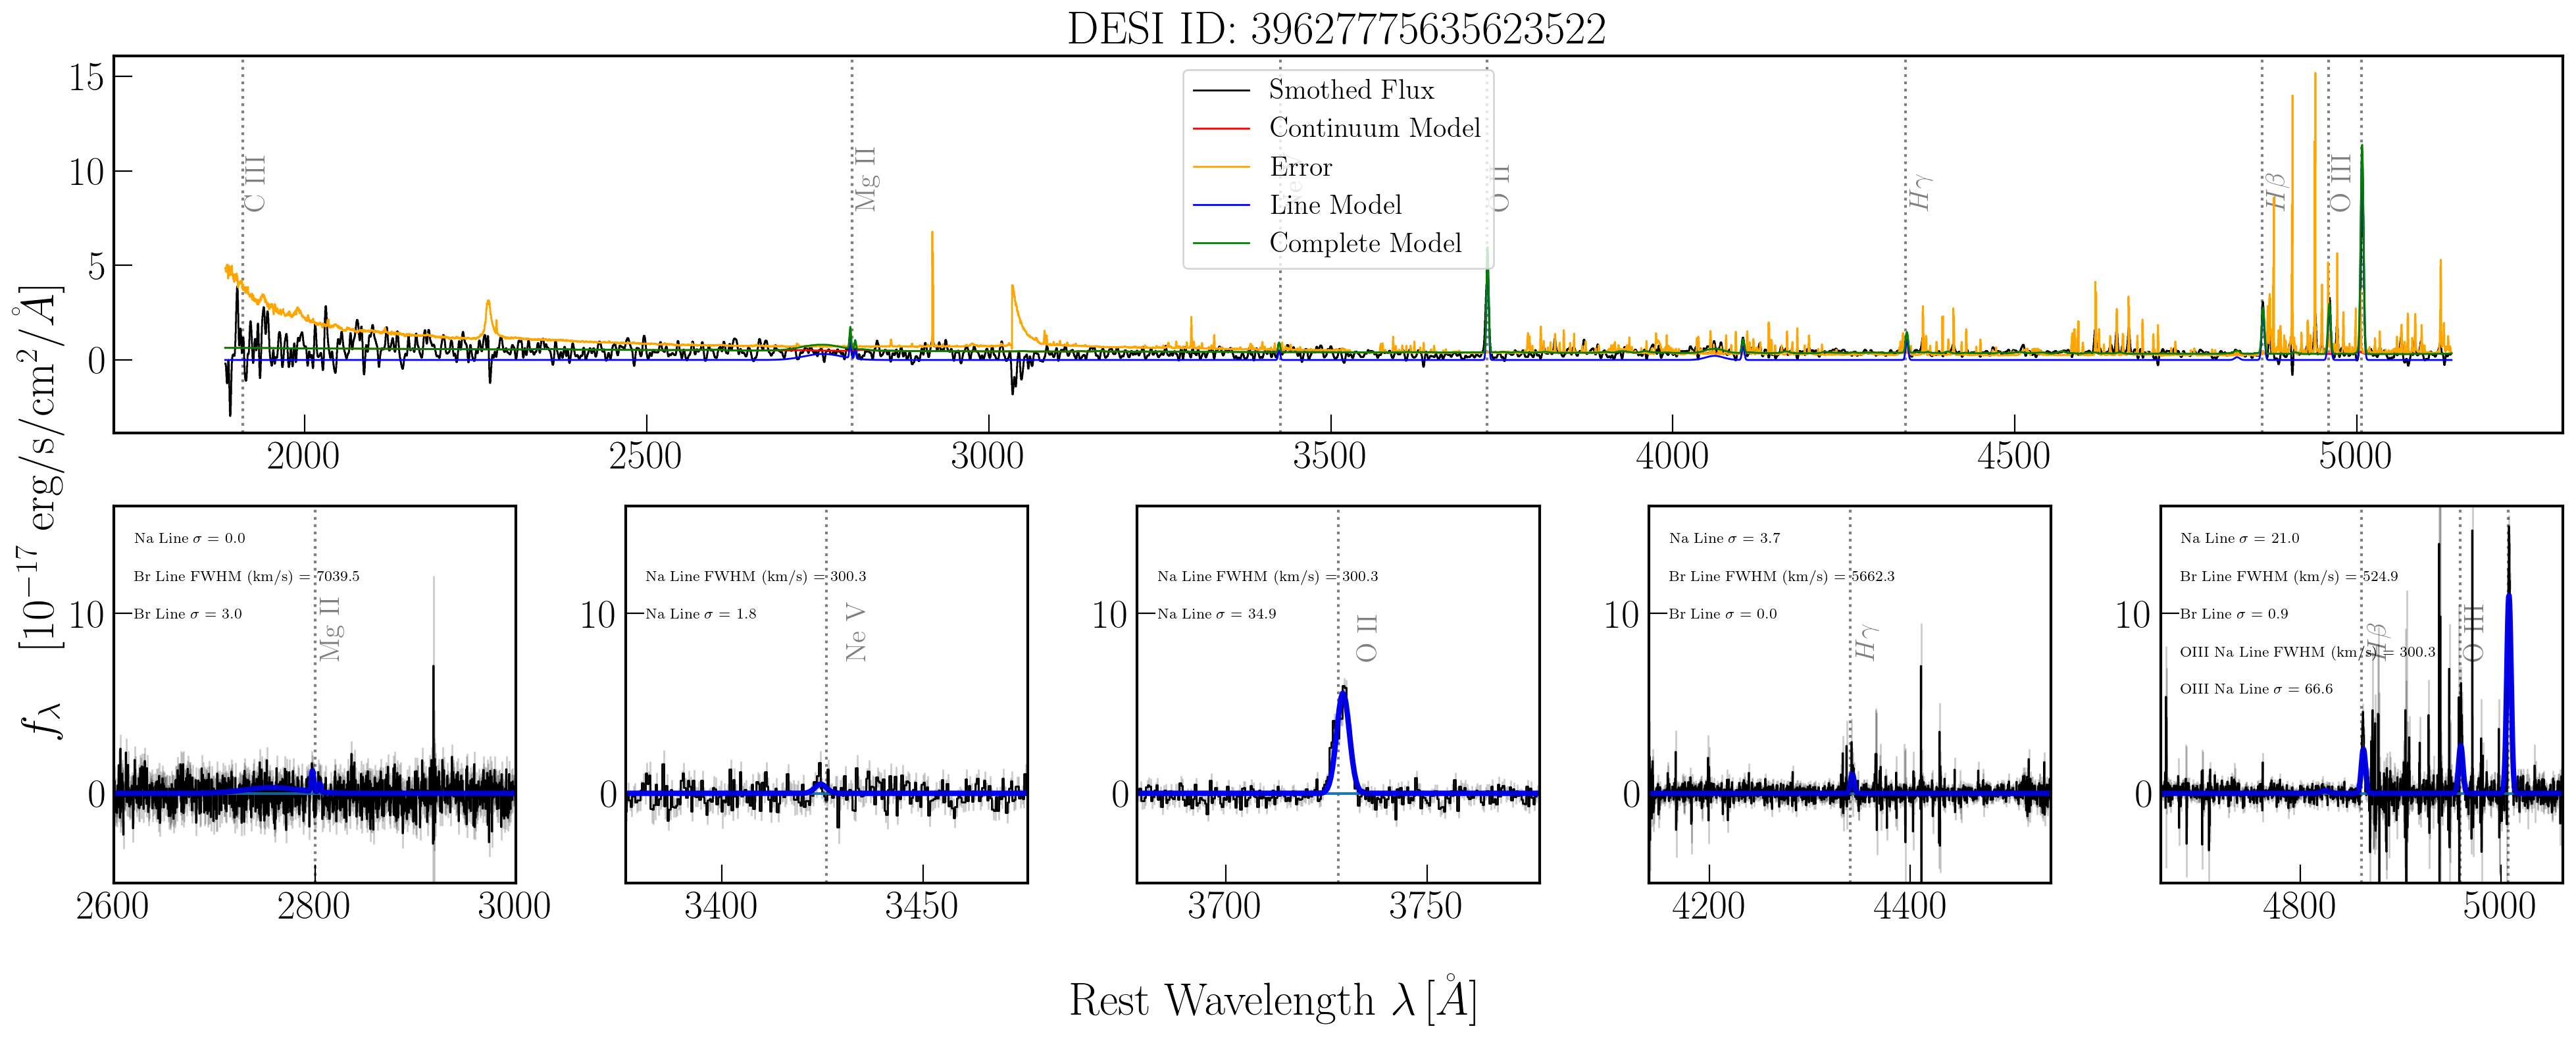 DESI ID: 39627775635623522
Smothed Flux
Continuum Model
Error
Line Model
Complete Model
C III
Mg II
O II
Hγ
Hβ
O III
15
10
5
0
2000
2500
3000
3500
4000
4500
5000
fλ [10⁻¹⁷ erg/s/cm²/Å]
Na Line σ = 0.0
Br Line FWHM (km/s) = 7039.5
Br Line σ = 3.0
Mg II
10
0
2600
2800
3000
Na Line FWHM (km/s) = 300.3
Na Line σ = 1.8
Ne V
10
0
3400
3450
Na Line FWHM (km/s) = 300.3
Na Line σ = 34.9
O II
10
0
3700
3750
Na Line σ = 3.7
Br Line FWHM (km/s) = 5662.3
Br Line σ = 0.0
Hγ
10
0
4200
4400
Na Line σ = 21.0
Br Line FWHM (km/s) = 524.9
Br Line σ = 0.9
OIII Na Line FWHM (km/s) = 300.3
OIII Na Line σ = 66.6
Hβ
O III
10
0
4800
5000
Rest Wavelength λ [Å]